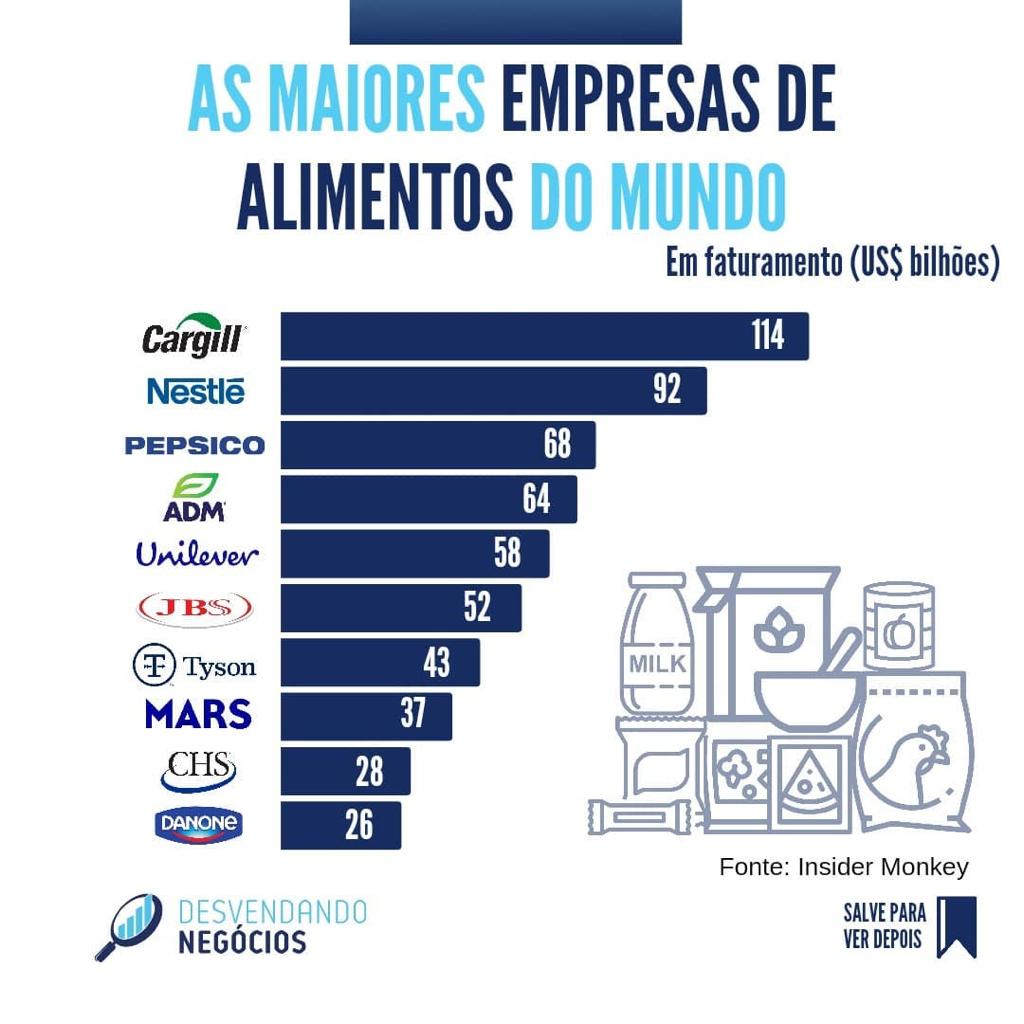 AS MAIORES EMPRESAS DE
ALIMENTOS DO MUNDO
Em faturamento (US$ bilhões)
Cargill 114
Nestlé 92
PEPSICO 68
ADM 64
Unilever 58
JBS 52
Tyson 43
MARS 37
CHS 28
DANONE 26
MILK
Fonte: Insider Monkey
DESVENDANDO
NEGÓCIOS
SALVE PARA
VER DEPOIS